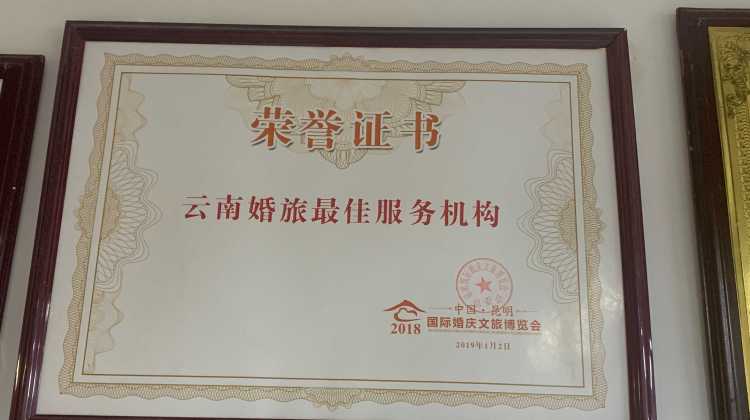 荣誉证书
云南婚旅最佳服务机构
中国·昆明
2018 国际婚庆文旅博览会
2019年1月2日